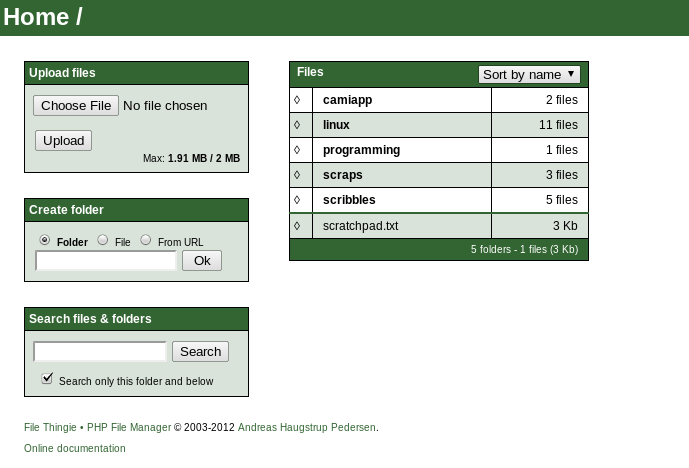 Home /
Upload files
Choose File No file chosen
Upload
Max: 1.91 MB / 2 MB
Create folder
Folder File From URL
Ok
Search files & folders
Search
Search only this folder and below
Files Sort by name ▼
◊ camiapp 2 files
◊ linux 11 files
◊ programming 1 files
◊ scraps 3 files
◊ scribbles 5 files
◊ scratchpad.txt 3 Kb
5 folders - 1 files (3 Kb)
File Thingie • PHP File Manager © 2003-2012 Andreas Haugstrup Pedersen.
Online documentation